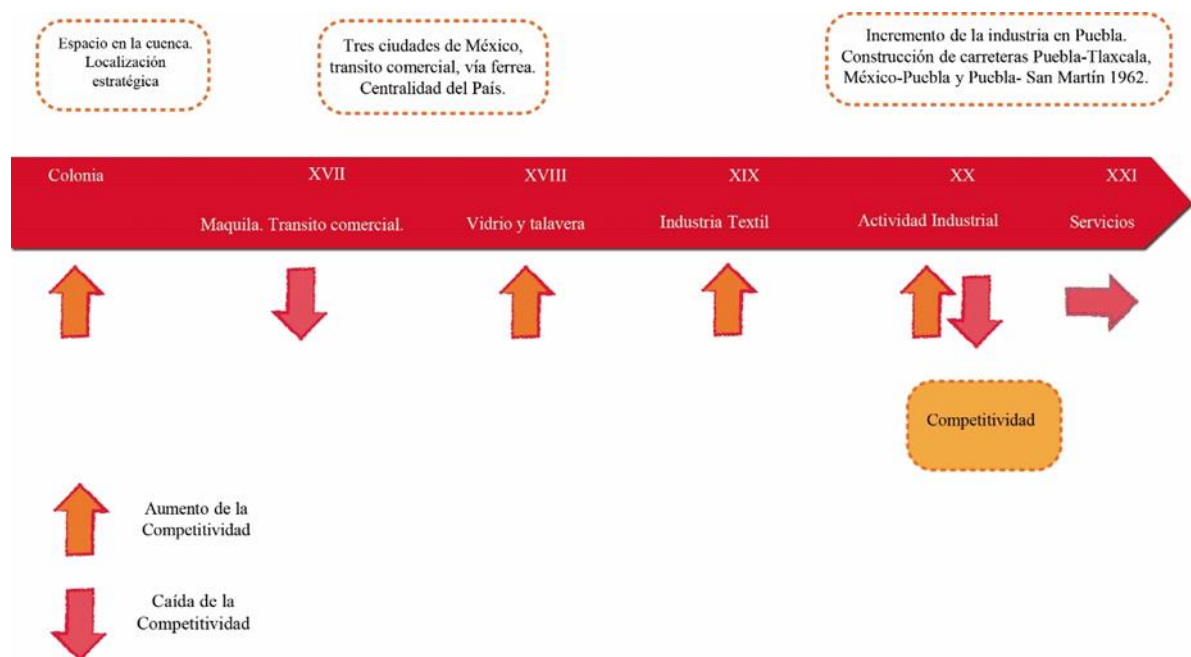 Espacio en la cuenca.
Localización
estratégica
Tres ciudades de México,
transito comercial, vía ferrea.
Centralidad del País.
Incremento de la industria en Puebla.
Construcción de carreteras Puebla-Tlaxcala,
México-Puebla y Puebla- San Martín 1962.
Colonia
XVII
XVIII
XIX
XX
XXI
Maquila. Transito comercial.
Vidrio y talavera
Industria Textil
Actividad Industrial
Servicios
Competitividad
Aumento de la
Competitividad
Caída de la
Competitividad